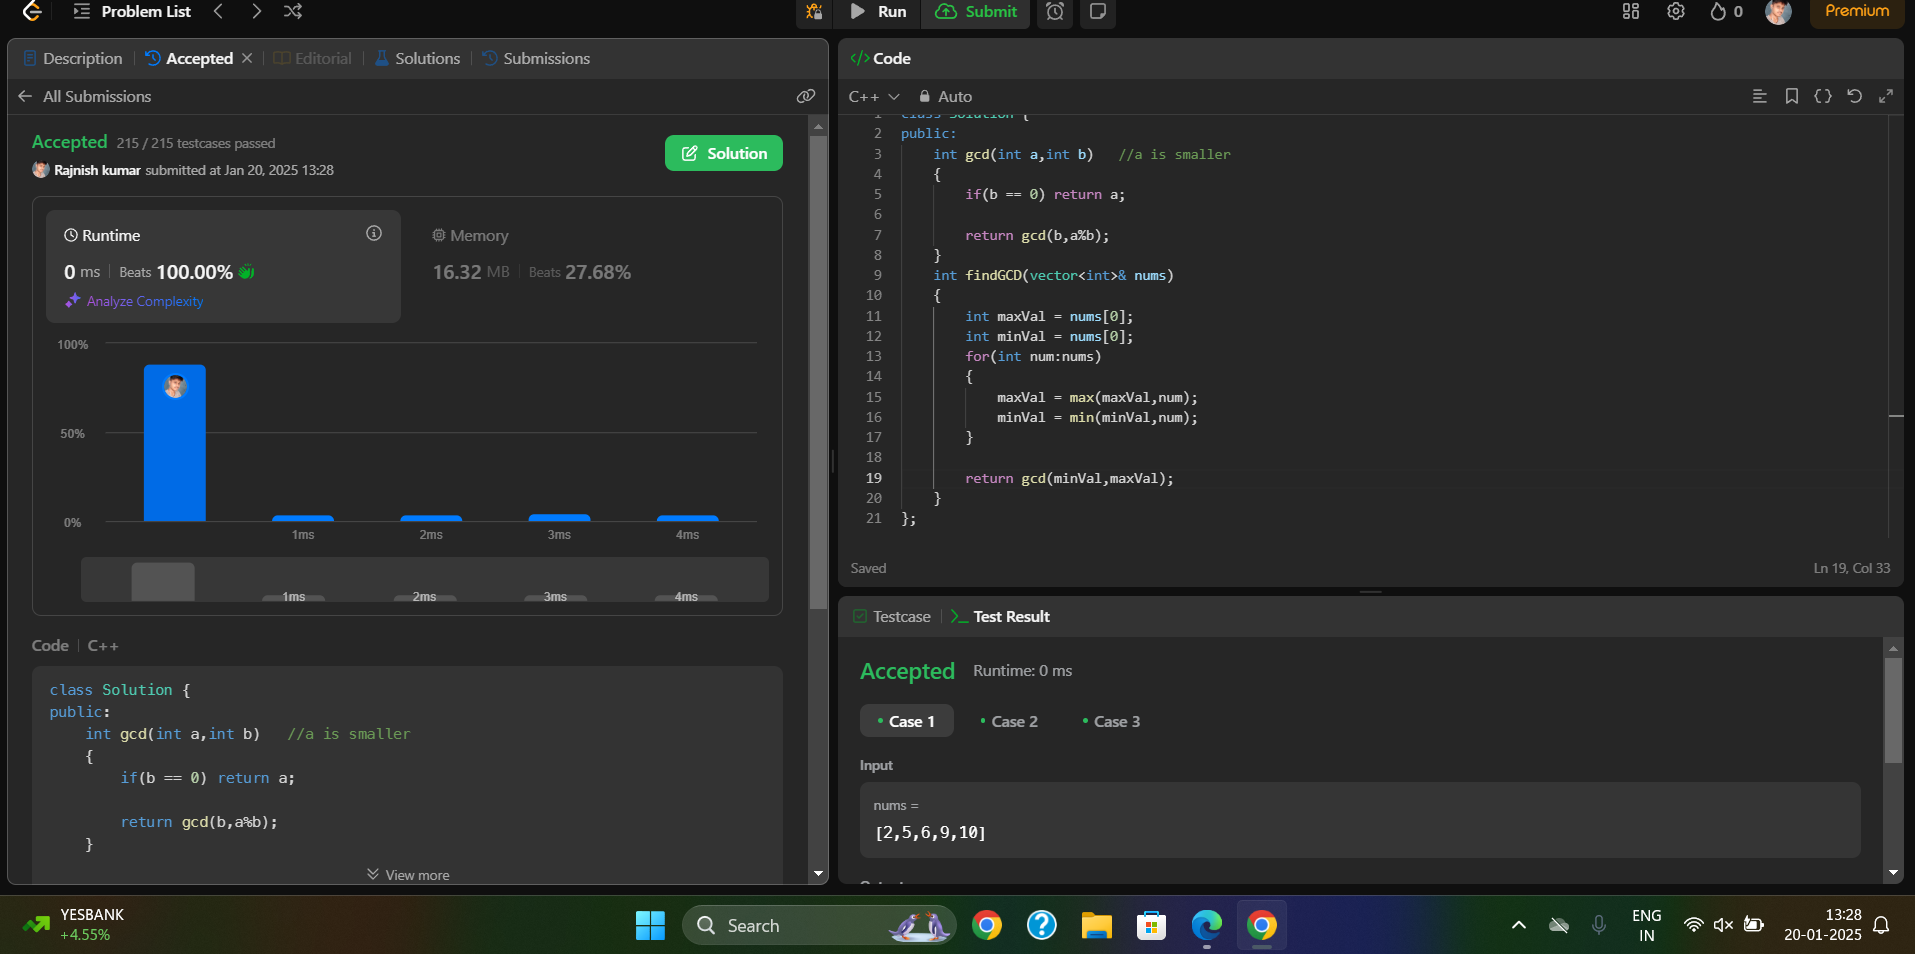 Problem List
Run
Submit
0
Premium
Description
Accepted
Editorial
Solutions
Submissions
All Submissions
Accepted 215 / 215 testcases passed
Rajnish kumar submitted at Jan 20, 2025 13:28
Solution
Runtime
0 ms Beats 100.00%
Analyze Complexity
Memory
16.32 MB Beats 27.68%
100%
50%
0%
1ms 2ms 3ms 4ms
1ms 2ms 3ms 4ms
Code C++
class Solution {
public:
    int gcd(int a,int b)   //a is smaller
    {
        if(b == 0) return a;
        return gcd(b,a%b);
    }
View more
</> Code
C++ Auto
1 class Solution {
2 public:
3     int gcd(int a,int b)   //a is smaller
4     {
5         if(b == 0) return a;
6
7         return gcd(b,a%b);
8     }
9     int findGCD(vector<int>& nums)
10     {
11         int maxVal = nums[0];
12         int minVal = nums[0];
13         for(int num:nums)
14         {
15             maxVal = max(maxVal,num);
16             minVal = min(minVal,num);
17         }
18
19         return gcd(minVal,maxVal);
20     }
21 };
Saved
Ln 19, Col 33
Testcase
Test Result
Accepted Runtime: 0 ms
Case 1
Case 2
Case 3
Input
nums =
[2,5,6,9,10]
YESBANK
+4.55%
Search
ENG
IN
13:28
20-01-2025